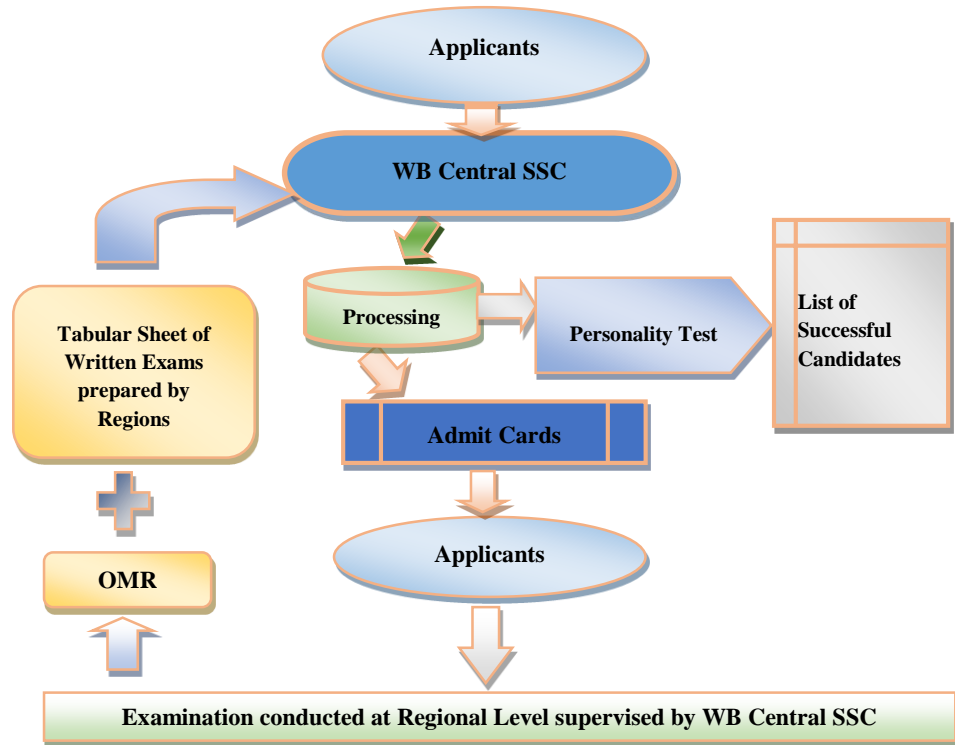 Applicants
WB Central SSC
Processing
Personality Test
List of
Successful
Candidates
Tabular Sheet of
Written Exams
prepared by
Regions
Admit Cards
Applicants
OMR
Examination conducted at Regional Level supervised by WB Central SSC